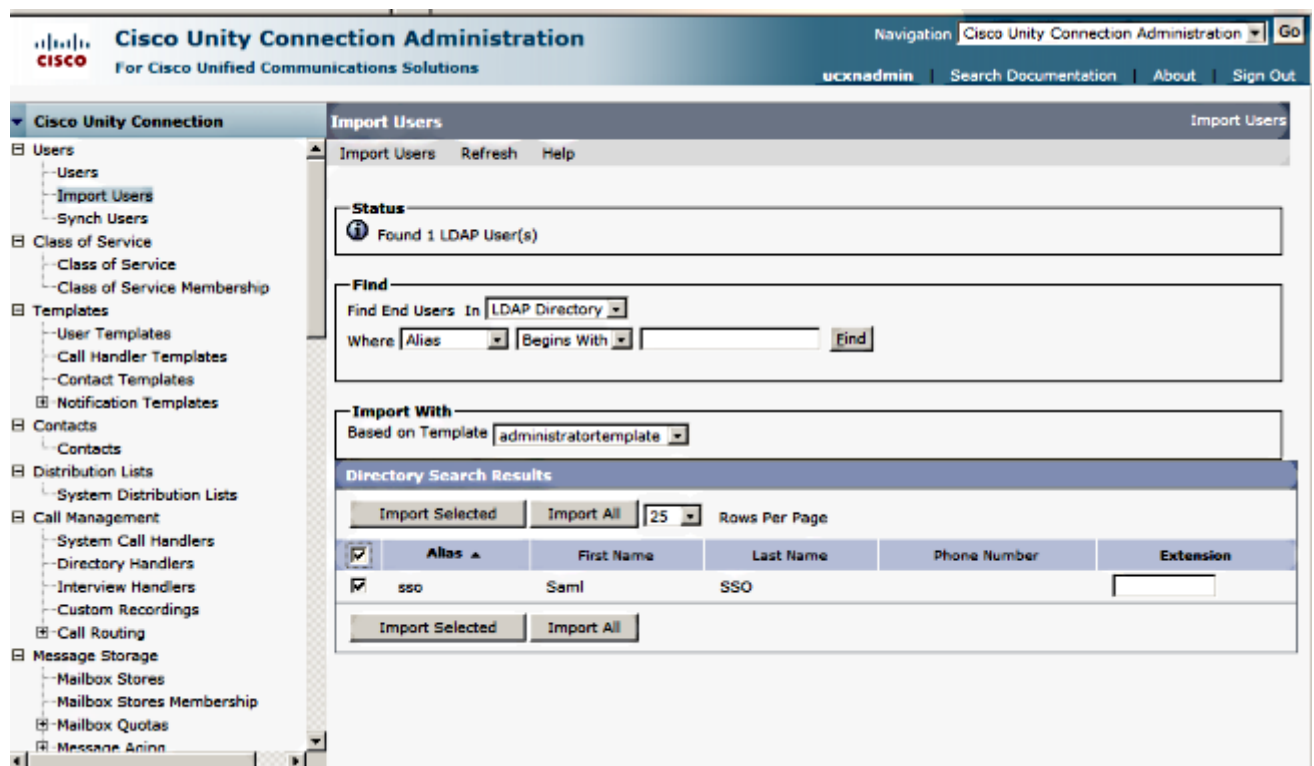 CISCO
Cisco Unity Connection Administration
For Cisco Unified Communications Solutions
Navigation Cisco Unity Connection Administration Go
ucxnadmin | Search Documentation | About | Sign Out
Cisco Unity Connection
Users
Users
Import Users
Synch Users
Class of Service
Class of Service
Class of Service Membership
Templates
User Templates
Call Handler Templates
Contact Templates
Notification Templates
Contacts
Contacts
Distribution Lists
System Distribution Lists
Call Management
System Call Handlers
Directory Handlers
Interview Handlers
Custom Recordings
Call Routing
Message Storage
Mailbox Stores
Mailbox Stores Membership
Mailbox Quotas
Message Aging
Import Users Import Users
Import Users Refresh Help
Status
Found 1 LDAP User(s)
Find
Find End Users In LDAP Directory
Where Alias Begins With Find
Import With
Based on Template administratortemplate
Directory Search Results
Import Selected Import All 25 Rows Per Page
Alias First Name Last Name Phone Number Extension
sso Saml SSO
Import Selected Import All